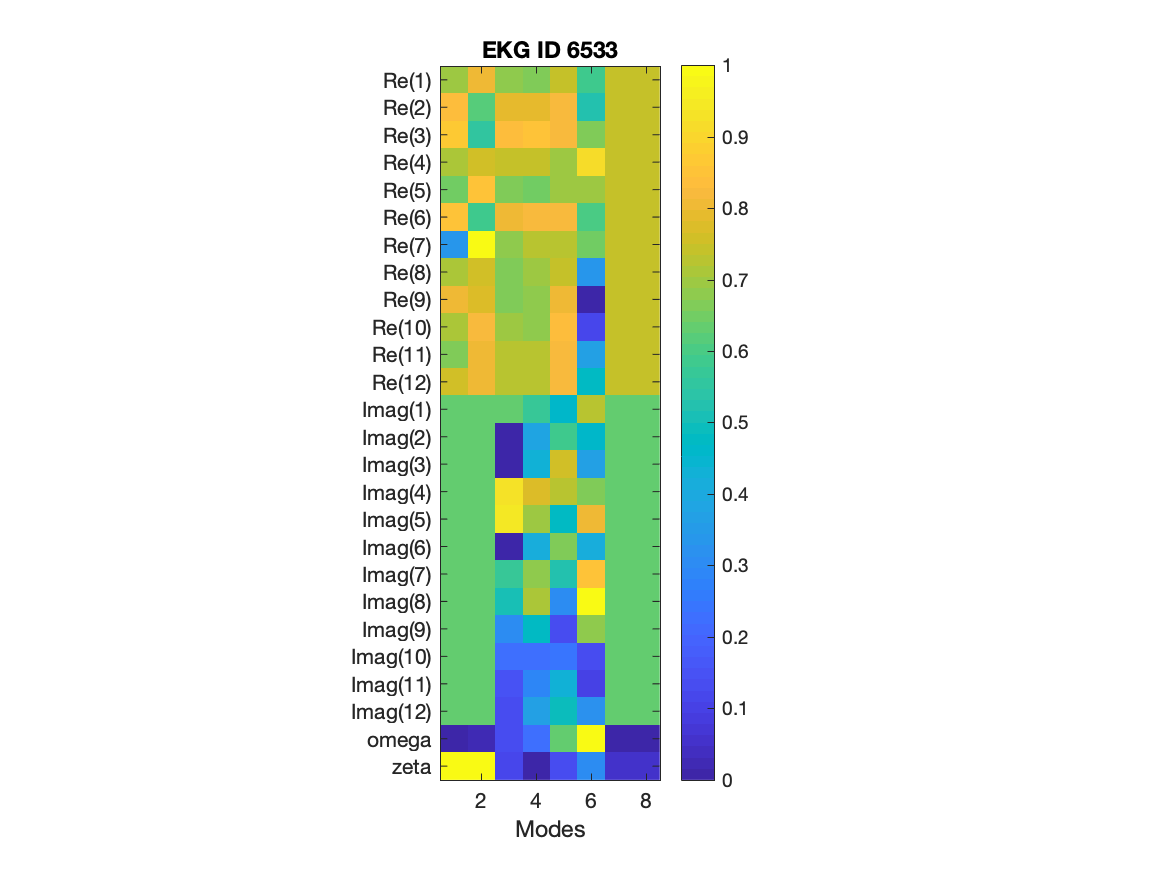 EKG ID 6533
Re(1)
Re(2)
Re(3)
Re(4)
Re(5)
Re(6)
Re(7)
Re(8)
Re(9)
Re(10)
Re(11)
Re(12)
Imag(1)
Imag(2)
Imag(3)
Imag(4)
Imag(5)
Imag(6)
Imag(7)
Imag(8)
Imag(9)
Imag(10)
Imag(11)
Imag(12)
omega
zeta
2 4 6 8
Modes
1
0.9
0.8
0.7
0.6
0.5
0.4
0.3
0.2
0.1
0